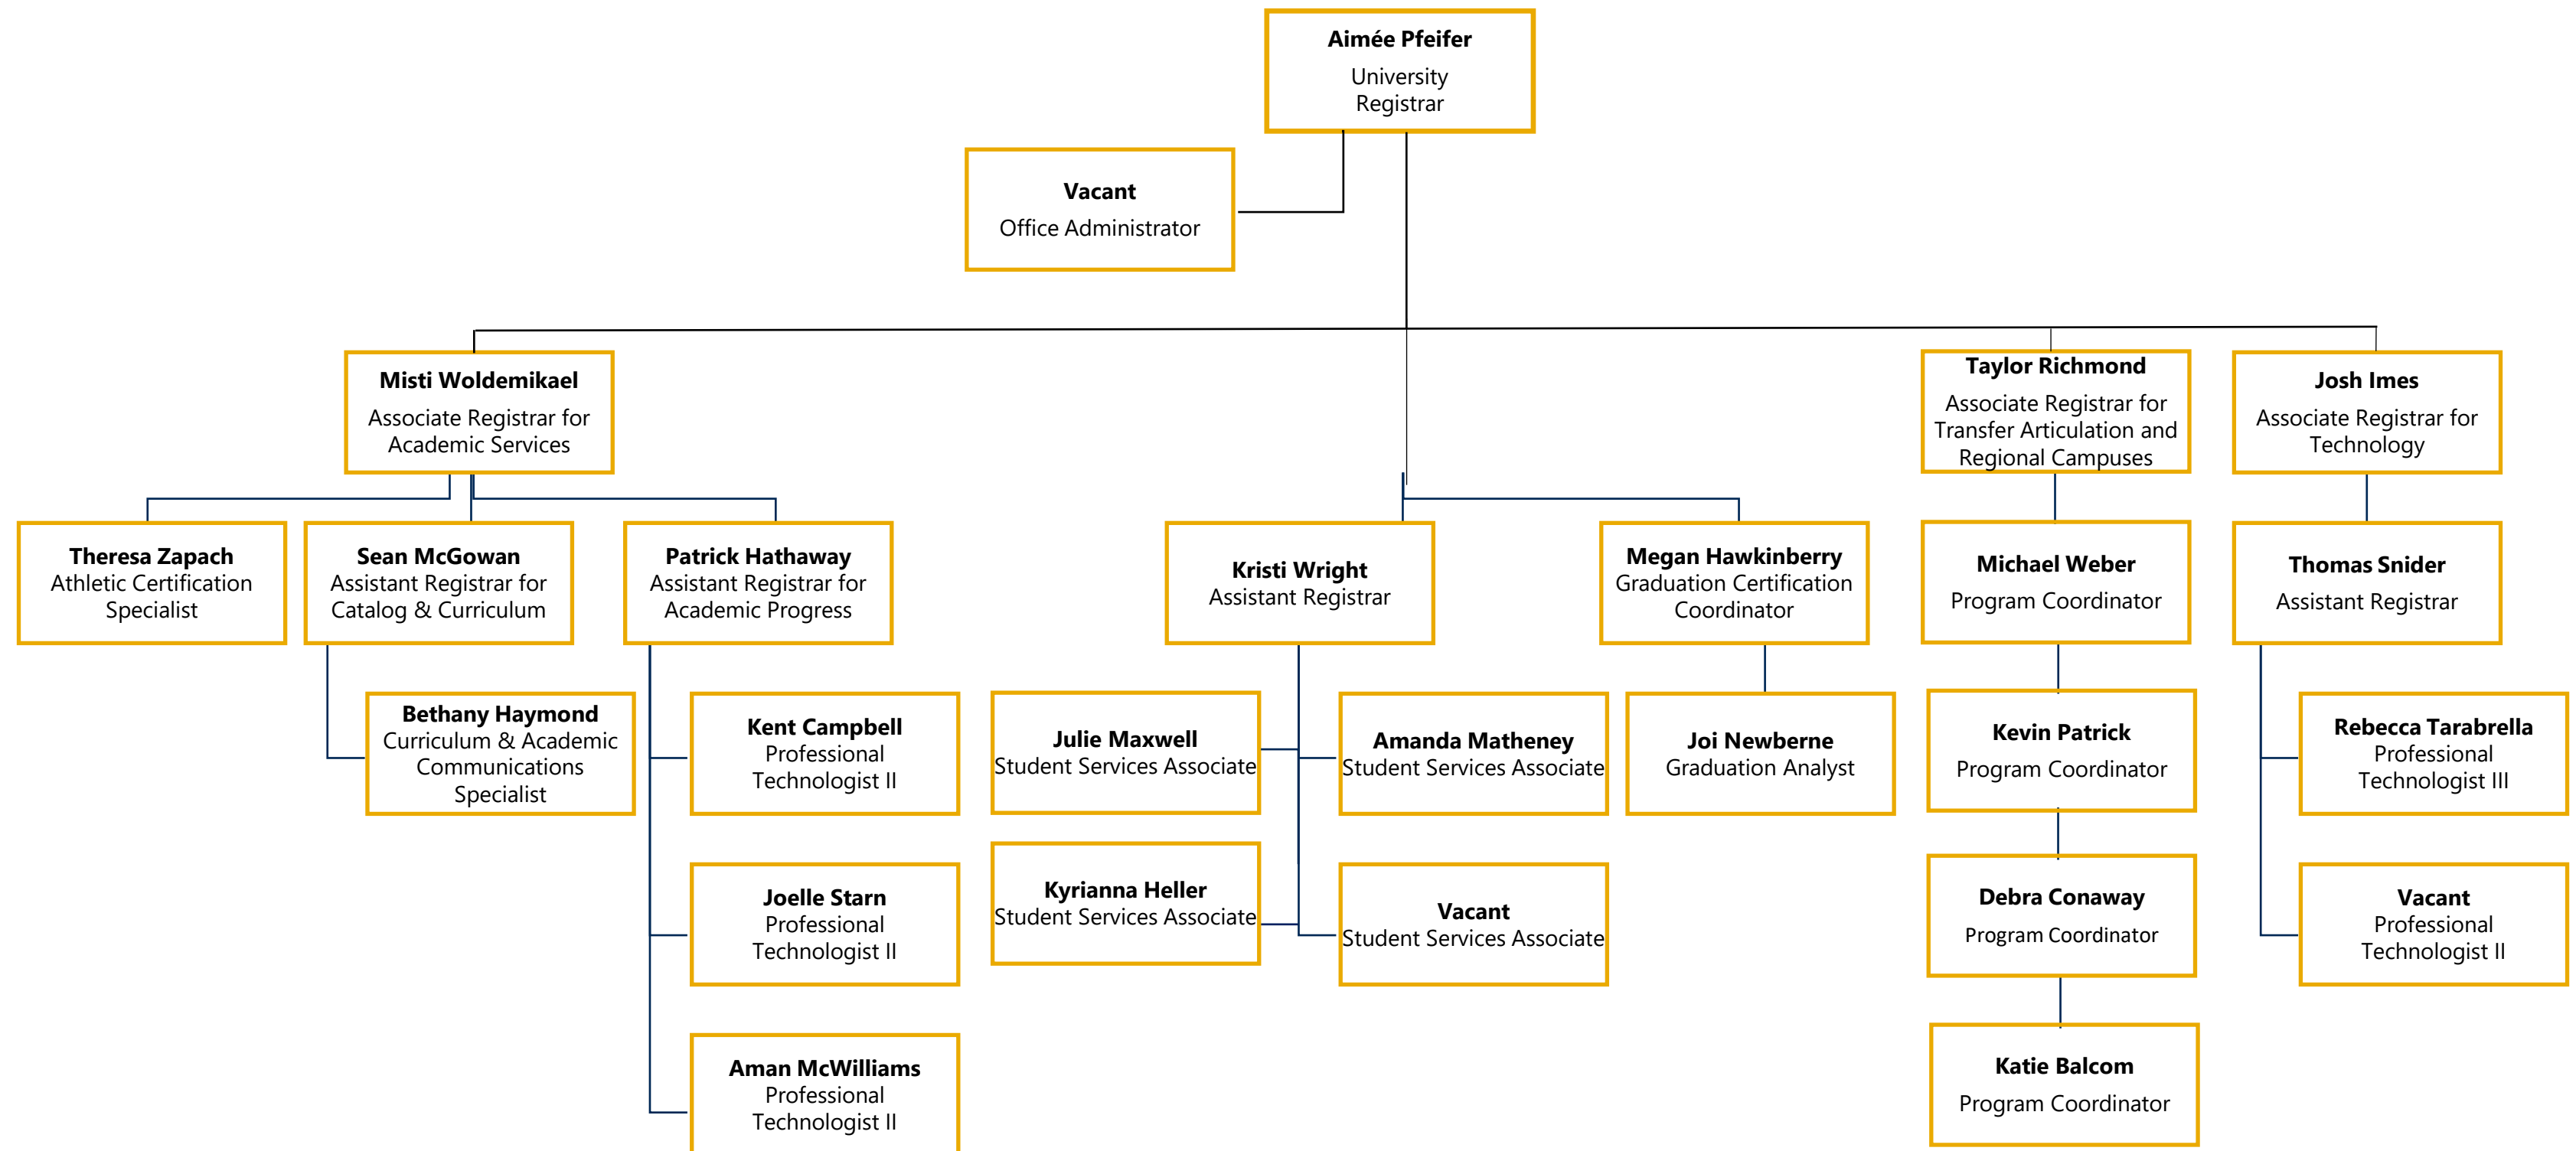 Aimée Pfeifer
University
Registrar
Vacant
Office Administrator
Misti Woldemikael
Associate Registrar for
Academic Services
Taylor Richmond
Associate Registrar for
Transfer Articulation and
Regional Campuses
Josh Imes
Associate Registrar for
Technology
Theresa Zapach
Athletic Certification
Specialist
Sean McGowan
Assistant Registrar for
Catalog & Curriculum
Patrick Hathaway
Assistant Registrar for
Academic Progress
Kristi Wright
Assistant Registrar
Megan Hawkinberry
Graduation Certification
Coordinator
Michael Weber
Program Coordinator
Thomas Snider
Assistant Registrar
Bethany Haymond
Curriculum & Academic
Communications
Specialist
Kent Campbell
Professional
Technologist II
Julie Maxwell
Student Services Associate
Amanda Matheney
Student Services Associate
Joi Newberne
Graduation Analyst
Kevin Patrick
Program Coordinator
Rebecca Tarabrella
Professional
Technologist III
Joelle Starn
Professional
Technologist II
Kyrianna Heller
Student Services Associate
Vacant
Student Services Associate
Debra Conaway
Program Coordinator
Vacant
Professional
Technologist II
Aman McWilliams
Professional
Technologist II
Katie Balcom
Program Coordinator